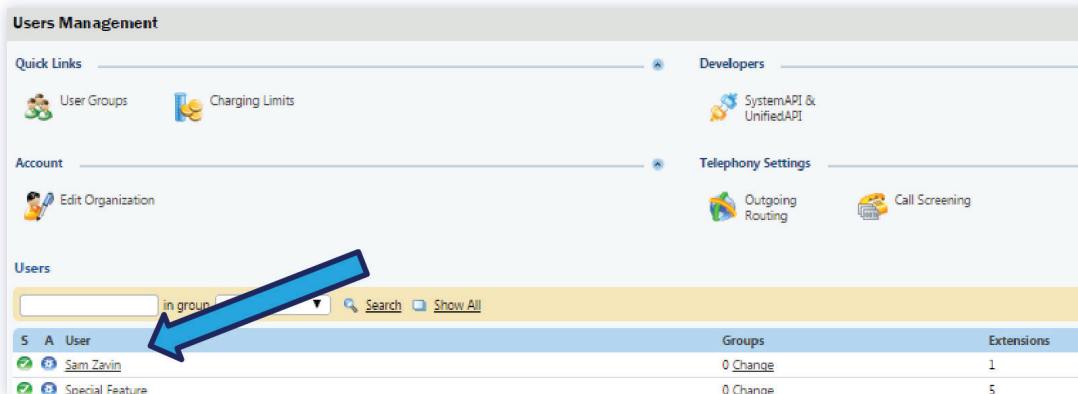 Users Management
Quick Links
Developers
User Groups
Charging Limits
SystemAPI &
UnifiedAPI
Account
Telephony Settings
Edit Organization
Outgoing
Routing
Call Screening
Users
in group
Search
Show All
S A User Groups Extensions
Sam Zavin 0 Change 1
Special Feature 0 Change 5